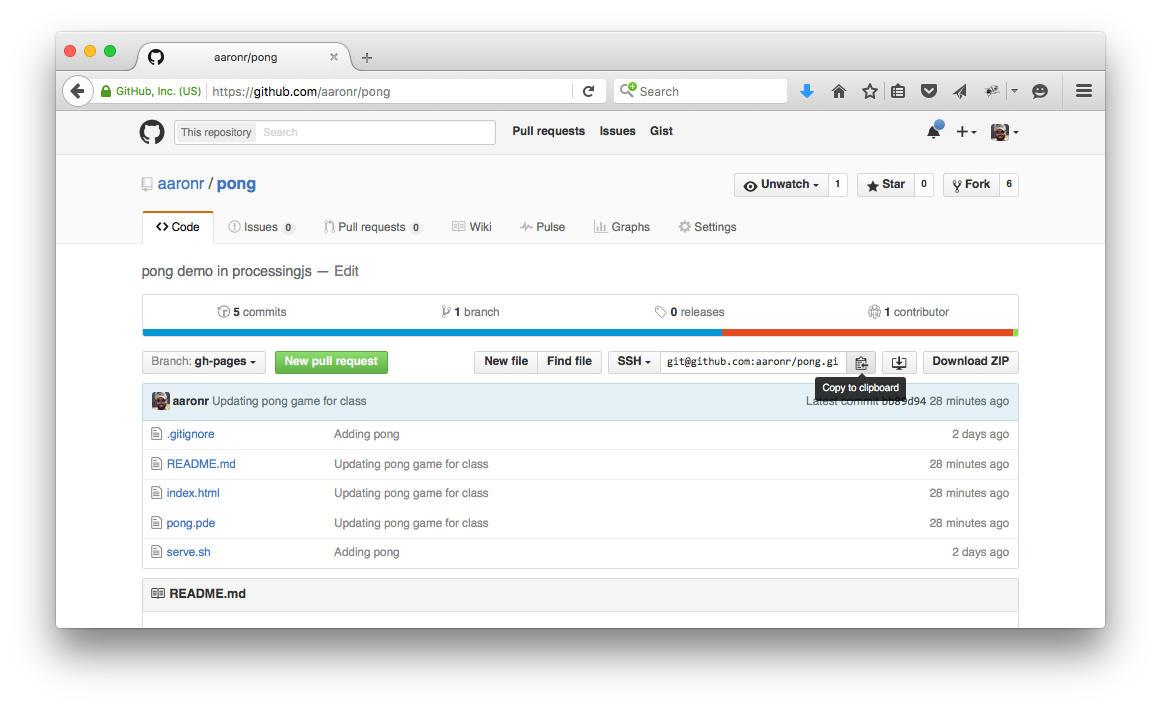 aaronr/pong
GitHub, Inc. (US) https://github.com/aaronr/pong Search
This repository Search Pull requests Issues Gist
aaronr / pong Unwatch 1 Star 0 Fork 6
Code Issues 0 Pull requests 0 Wiki Pulse Graphs Settings
pong demo in processingjs — Edit
5 commits 1 branch 0 releases 1 contributor
Branch: gh-pages New pull request New file Find file SSH git@github.com:aaronr/pong.gi Download ZIP
Copy to clipboard
aaronr Updating pong game for class Latest commit bb89d94 28 minutes ago
.gitignore Adding pong 2 days ago
README.md Updating pong game for class 28 minutes ago
index.html Updating pong game for class 28 minutes ago
pong.pde Updating pong game for class 28 minutes ago
serve.sh Adding pong 2 days ago
README.md